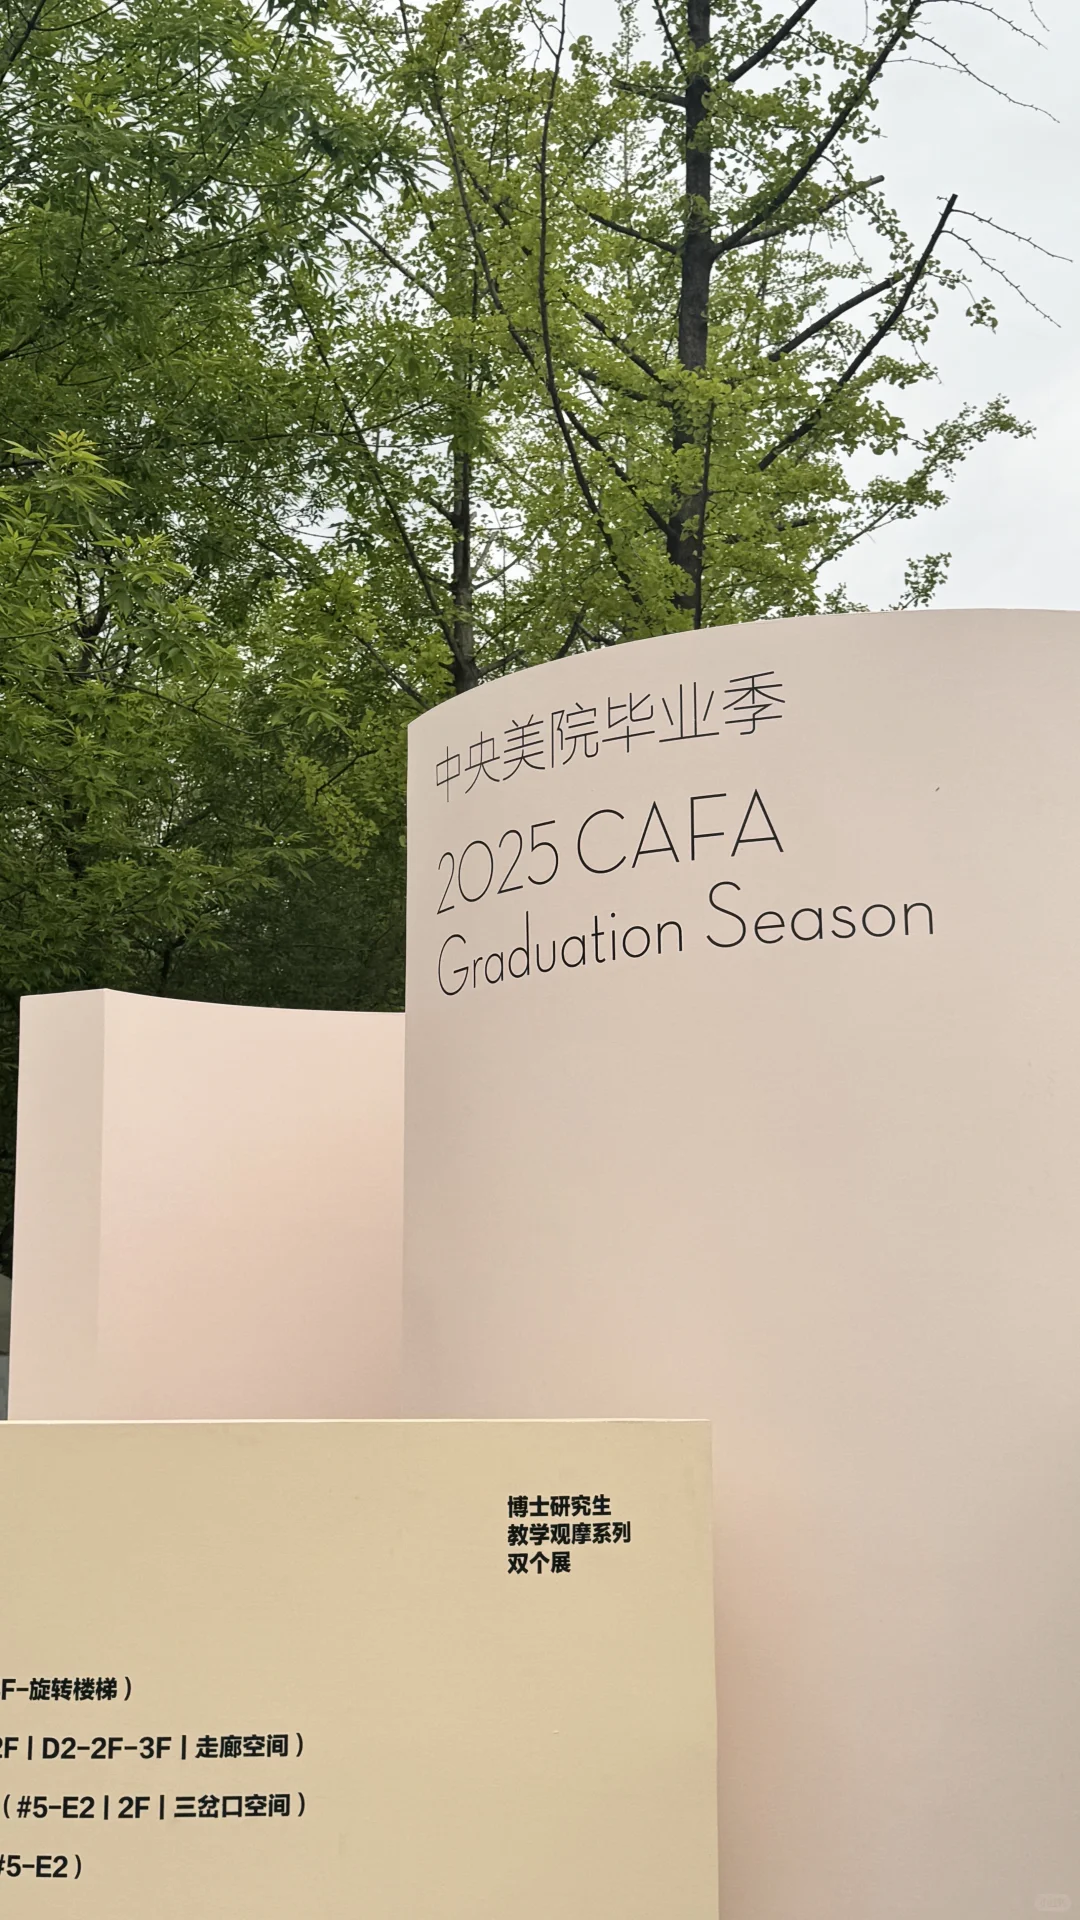 中央美院毕业季
2025 CAFA
Graduation Season
博士研究生
教学观摩系列
双个展
F-旋转楼梯）
2F | D2-2F-3F | 走廊空间）
（#5-E2 | 2F | 三岔口空间）
#5-E2）